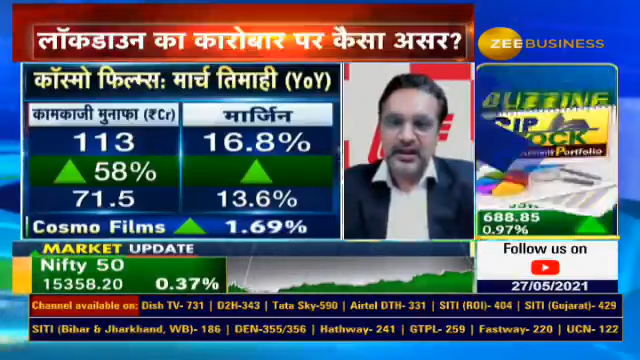 लॉकडाउन का कारोबार पर कैसा असर?
ZEE BUSINESS
कॉस्मो फिल्म्स: मार्च तिमाही (YoY)
कामकाजी मुनाफा (₹Cr)
मार्जिन
113
16.8%
58%
71.5
13.6%
Cosmo Films 1.69%
BUZZING
STOCK
Portfolio
688.85
0.97%
MARKET UPDATE
Nifty 50
15358.20 0.37%
Follow us on
27/05/2021
Channel available on: Dish TV- 731 | D2H-343 | Tata Sky-590 | Airtel DTH- 331 | SITI (ROI)- 404 | SITI (Gujarat)- 429
SITI (Bihar & Jharkhand, WB)- 186 | DEN-355/356 | Hathway- 241 | GTPL- 259 | Fastway- 220 | UCN- 122